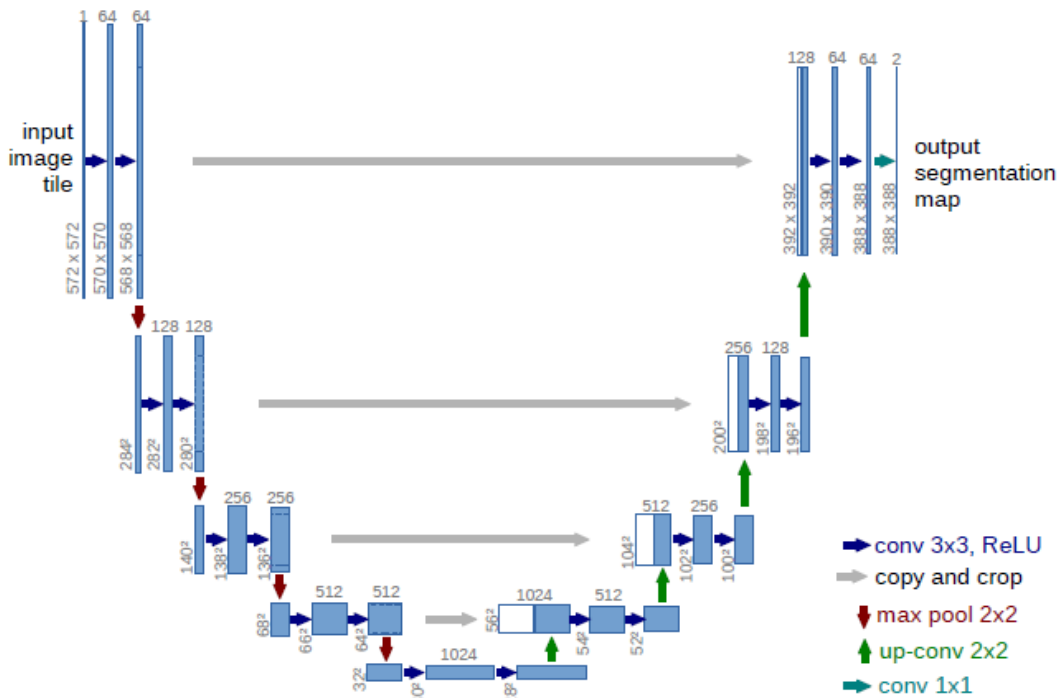 1 64 64
128
64
64
2
input
image
tile
output
segmentation
map
572 x 572
570 x 570
568 x 568
392 x 392
390 x 390
388 x 388
388 x 388
128 128
256 128
284²
282²
280²
200²
198²
196²
256
256
512
256
140²
138²
136²
104²
102²
100²
512
512
1024
512
68²
66²
64²
56²
54²
52²
1024
32²
0²
8²
conv 3x3, ReLU
copy and crop
max pool 2x2
up-conv 2x2
conv 1x1